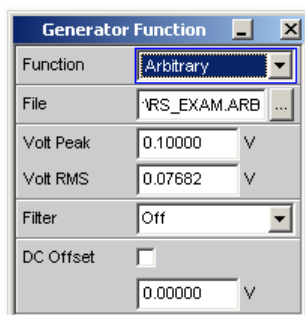 Generator Function
Function Arbitrary
File \RS_EXAM.ARB ...
Volt Peak 0.10000 V
Volt RMS 0.07682 V
Filter Off
DC Offset
0.00000 V